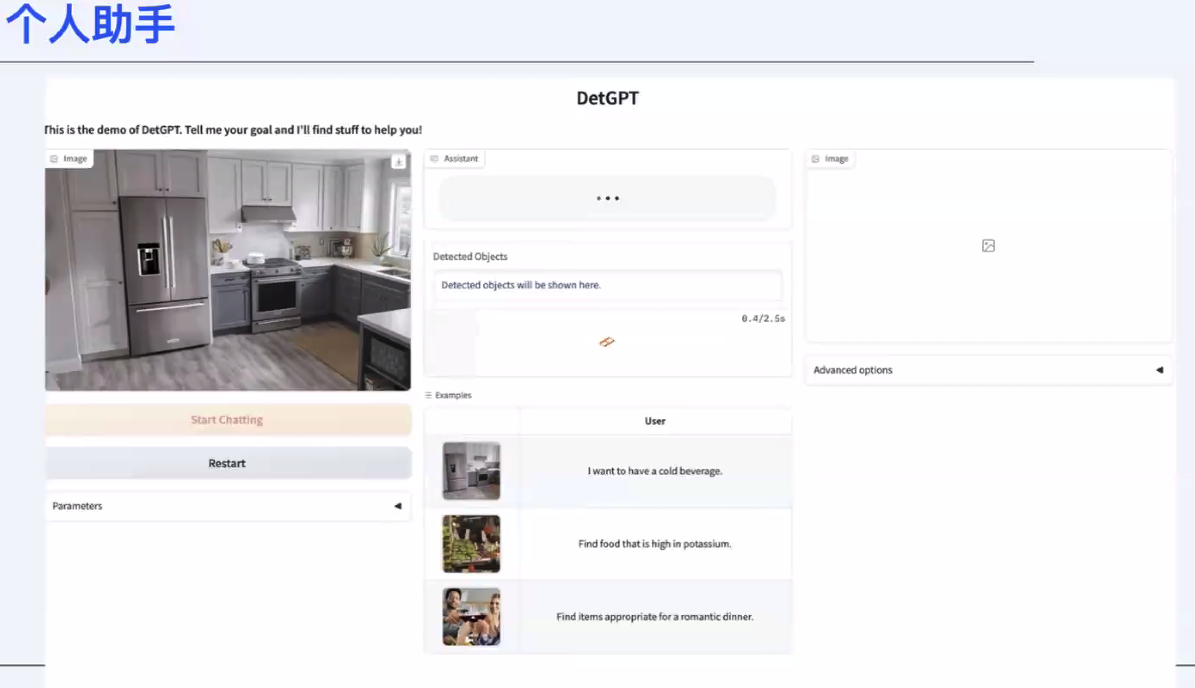 个人助手
DetGPT
This is the demo of DetGPT. Tell me your goal and I'll find stuff to help you!
Image
Assistant
Image
Detected Objects
Detected objects will be shown here.
0.4/2.5s
Advanced options
Examples
Start Chatting
User
Restart
I want to have a cold beverage.
Parameters
Find food that is high in potassium.
Find items appropriate for a romantic dinner.